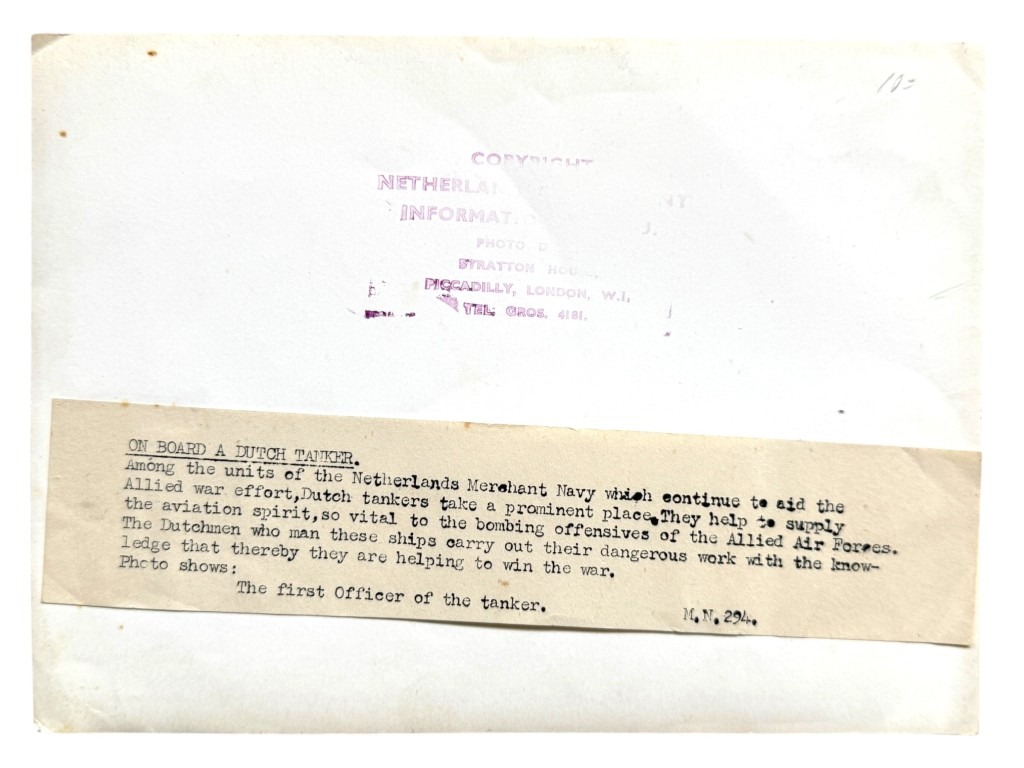 10=
COPYRIGHT
NETHERLAN NT
INFORMAT J.
PHOTO D
STRATTON HOU
PICCADILLY, LONDON, W.1,
TEL: GROS. 4181.
ON BOARD A DUTCH TANKER.
Among the units of the Netherlands Merchant Navy which continue to aid the
Allied war effort,Dutch tankers take a prominent place.They help to supply
the aviation spirit,so vital to the bombing offensives of the Allied Air Forces.
The Dutchmen who man these ships carry out their dangerous work with the know-
ledge that thereby they are helping to win the war.
Photo shows:
The first Officer of the tanker.
M.N.294.